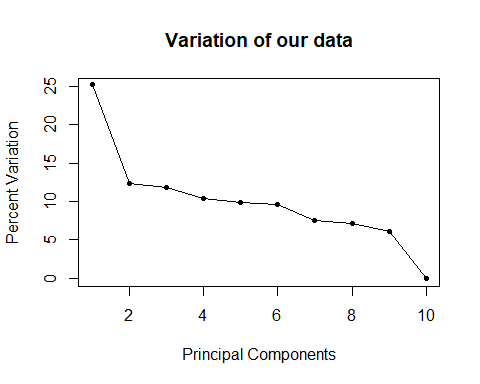 Variation of our data
Percent Variation
25
20
15
10
5
0
2 4 6 8 10
Principal Components